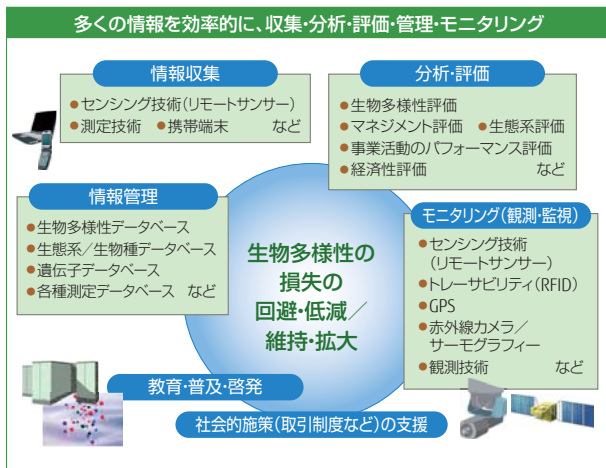 多くの情報を効率的に、収集・分析・評価・管理・モニタリング
情報収集
●センシング技術(リモートサンサー)
●測定技術 ●携帯端末 など
分析・評価
●生物多様性評価
●マネジメント評価 ●生態系評価
●事業活動のパフォーマンス評価
●経済性評価 など
情報管理
●生物多様性データベース
●生態系/生物種データベース
●遺伝子データベース
●各種測定データベース など
生物多様性の
損失の
回避・低減/
維持・拡大
モニタリング(観測・監視)
●センシング技術
(リモートサンサー)
●トレーサビリティ(RFID)
●GPS
●赤外線カメラ/
サーモグラフィー
●観測技術 など
教育・普及・啓発
社会的施策(取引制度など)の支援